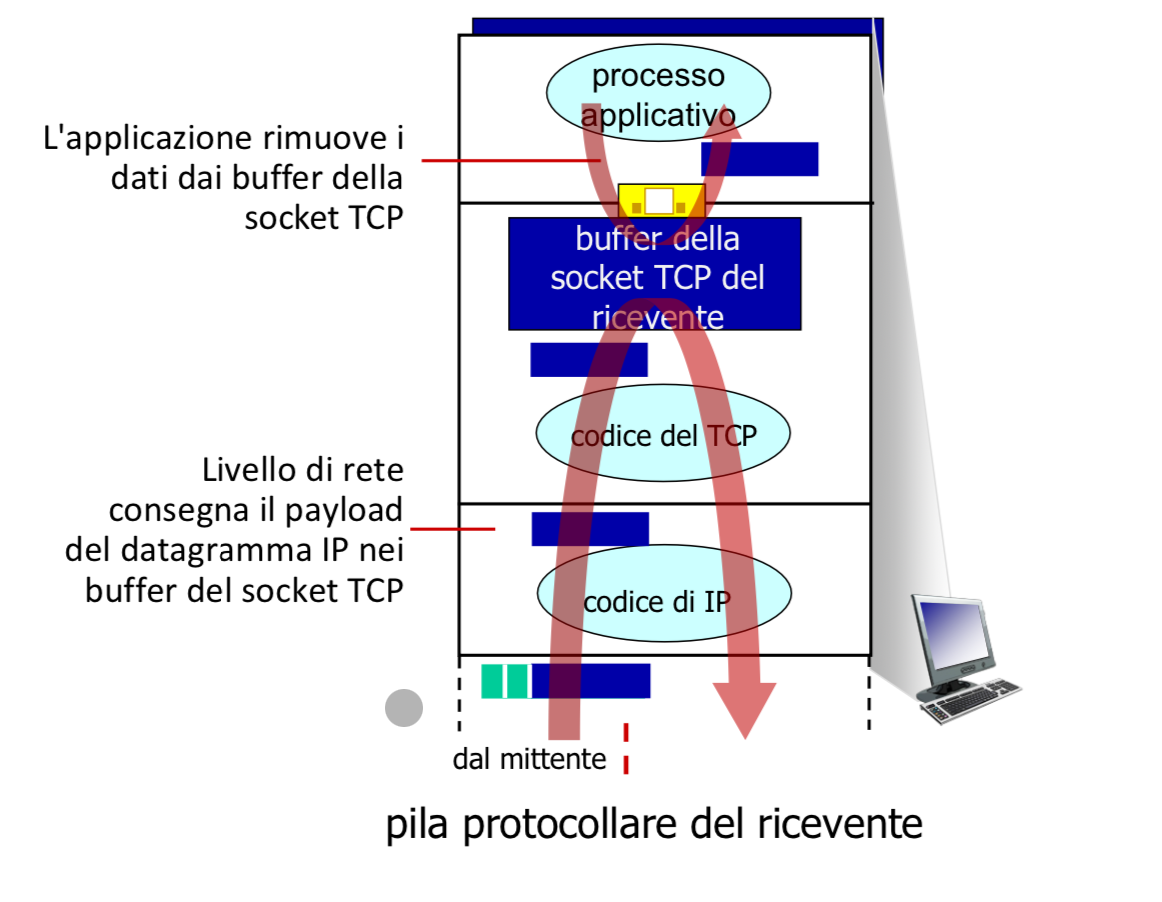 processo
applicativo
L'applicazione rimuove i
dati dai buffer della
socket TCP
buffer della
socket TCP del
ricevente
codice del TCP
Livello di rete
consegna il payload
del datagramma IP nei
buffer del socket TCP
codice di IP
dal mittente
pila protocollare del ricevente